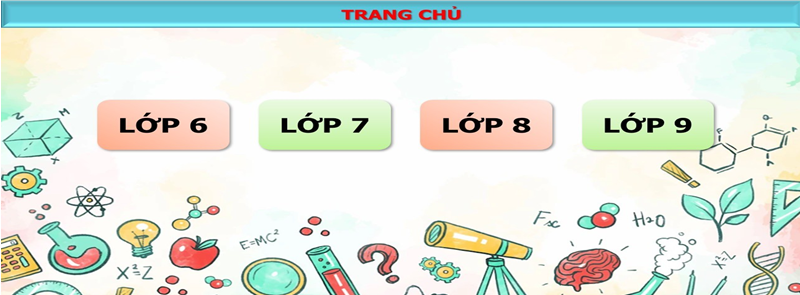 TRANG CHỦ
LỚP 6 LỚP 7 LỚP 8 LỚP 9
E=MC²
H2O